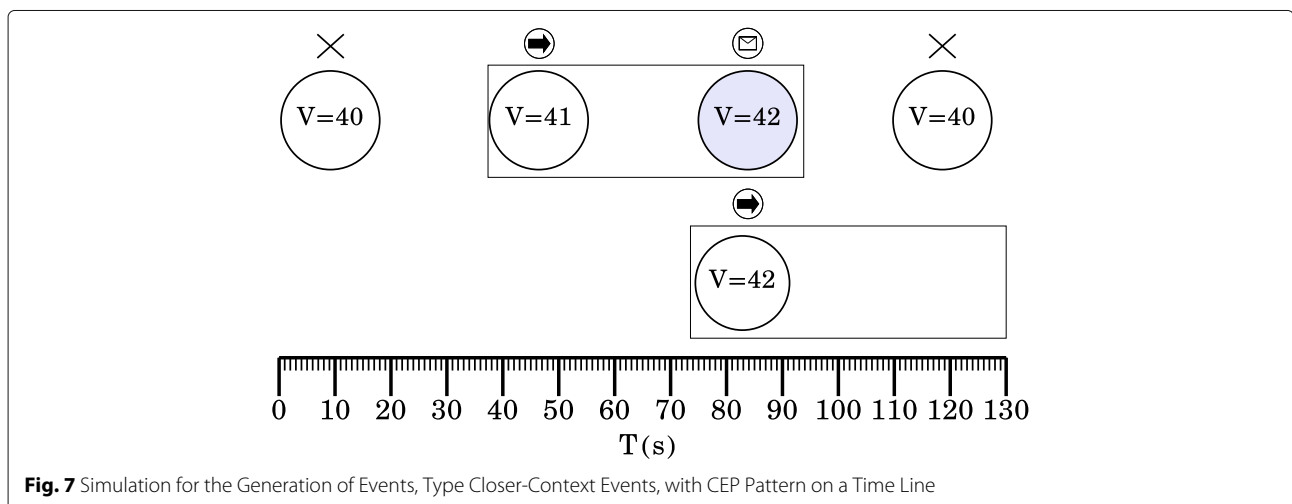 V=40 V=41 V=42 V=40
V=42
0 10 20 30 40 50 60 70 80 90 100 110 120 130
T(s)
Fig. 7 Simulation for the Generation of Events, Type Closer-Context Events, with CEP Pattern on a Time Line